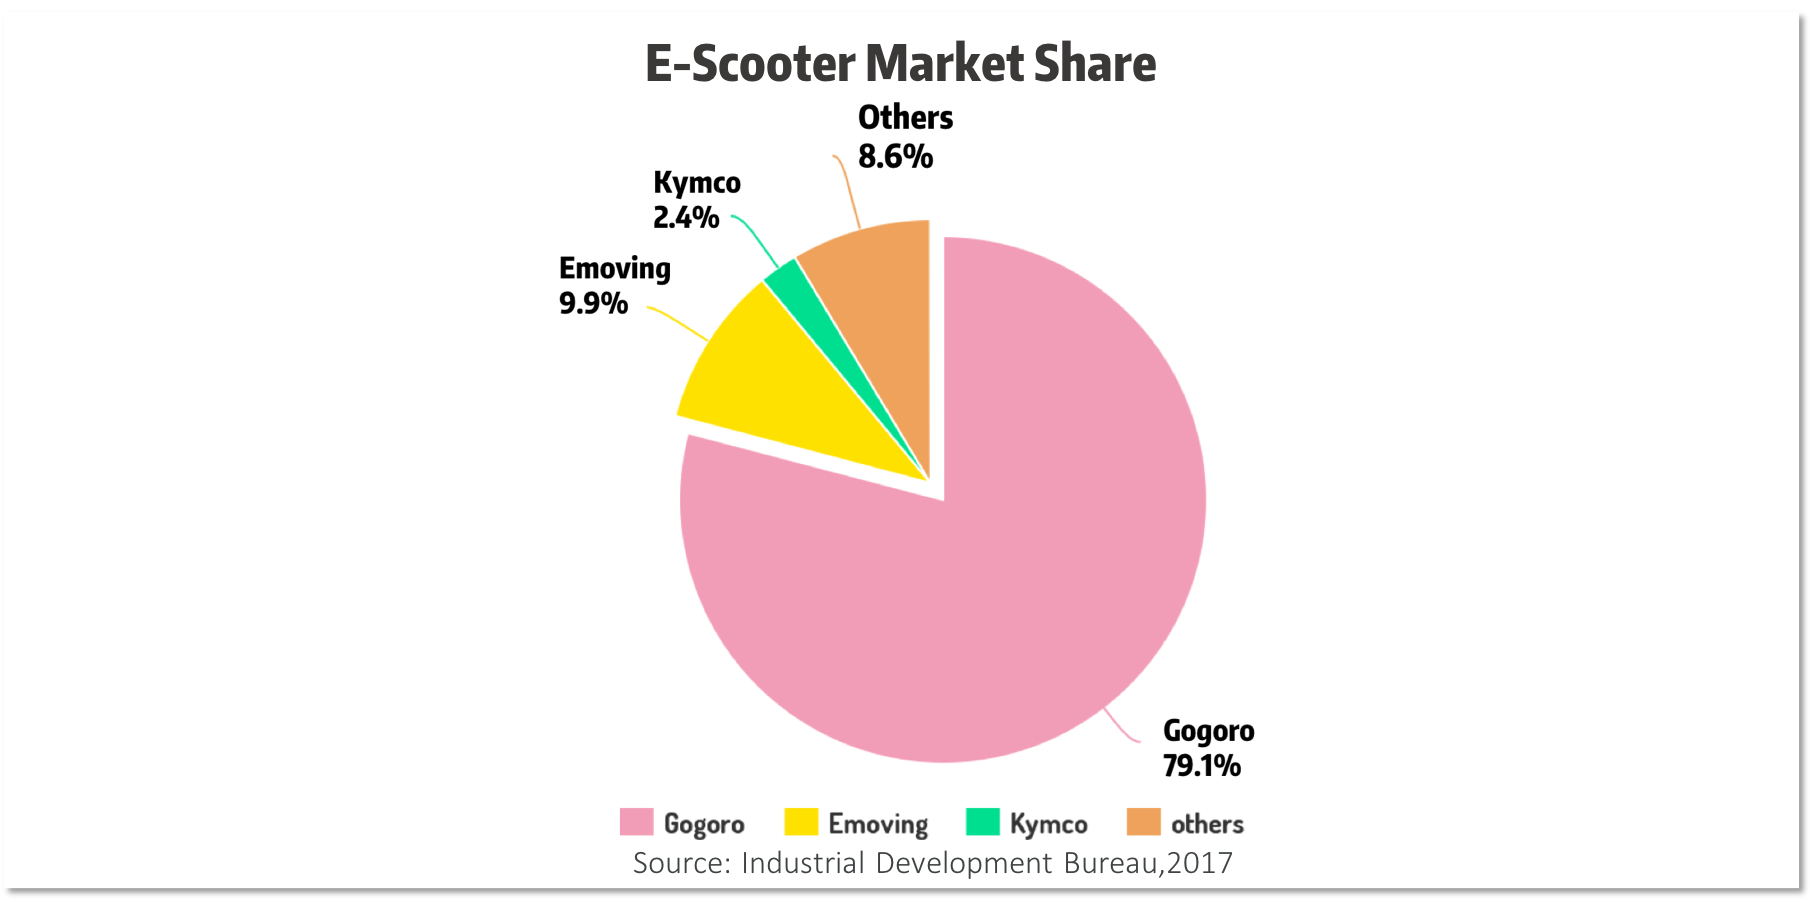 E-Scooter Market Share
Others
8.6%
Kymco
2.4%
Emoving
9.9%
Gogoro
79.1%
Gogoro Emoving Kymco others
Source: Industrial Development Bureau,2017